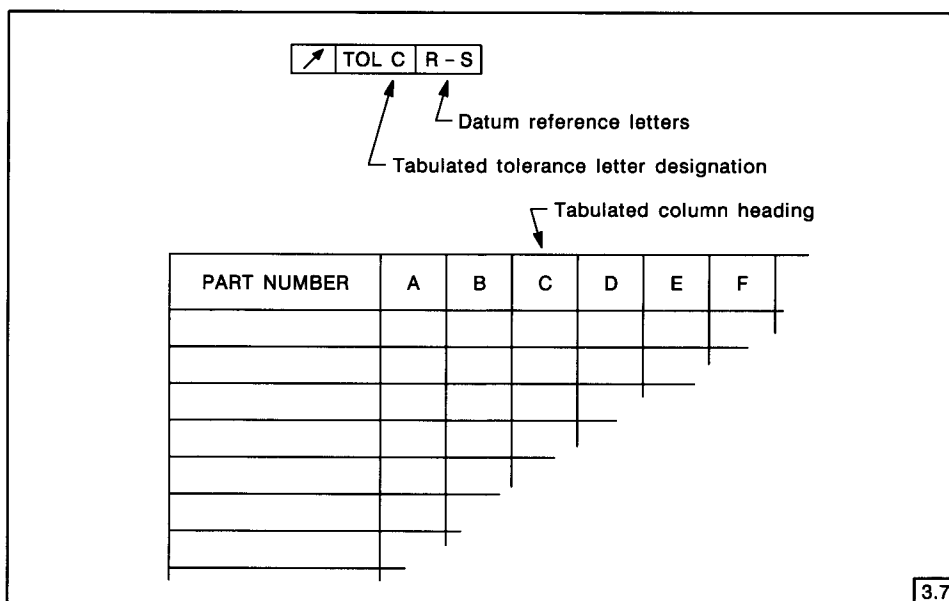 ↗ TOL C R – S
Datum reference letters
Tabulated tolerance letter designation
Tabulated column heading
PART NUMBER A B C D E F
3.7